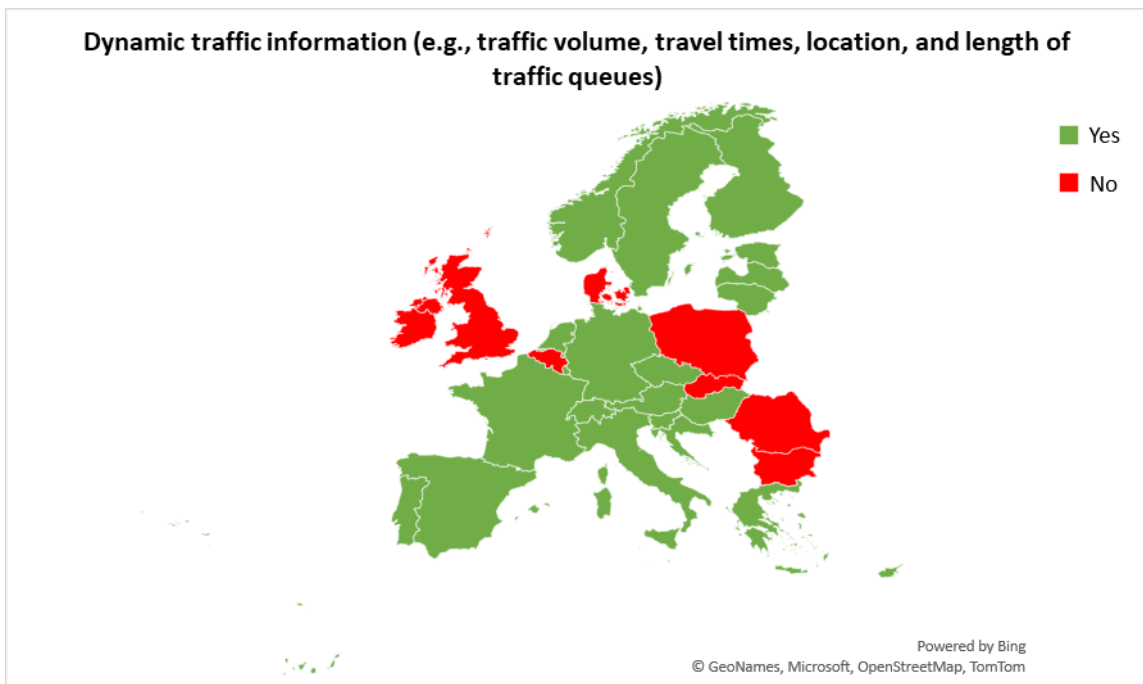 Dynamic traffic information (e.g., traffic volume, travel times, location, and length of
traffic queues)
Yes
No
Powered by Bing
© GeoNames, Microsoft, OpenStreetMap, TomTom